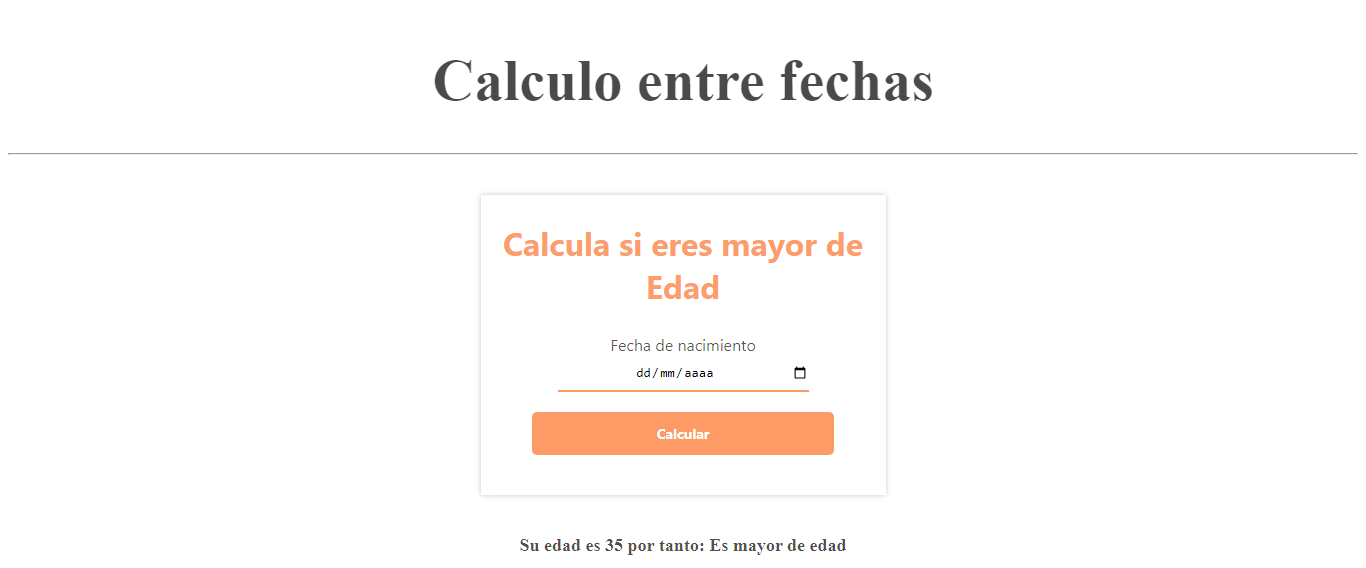 Calculo entre fechas
Calcula si eres mayor de
Edad
Fecha de nacimiento
dd/mm/aaaa
Calcular
Su edad es 35 por tanto: Es mayor de edad